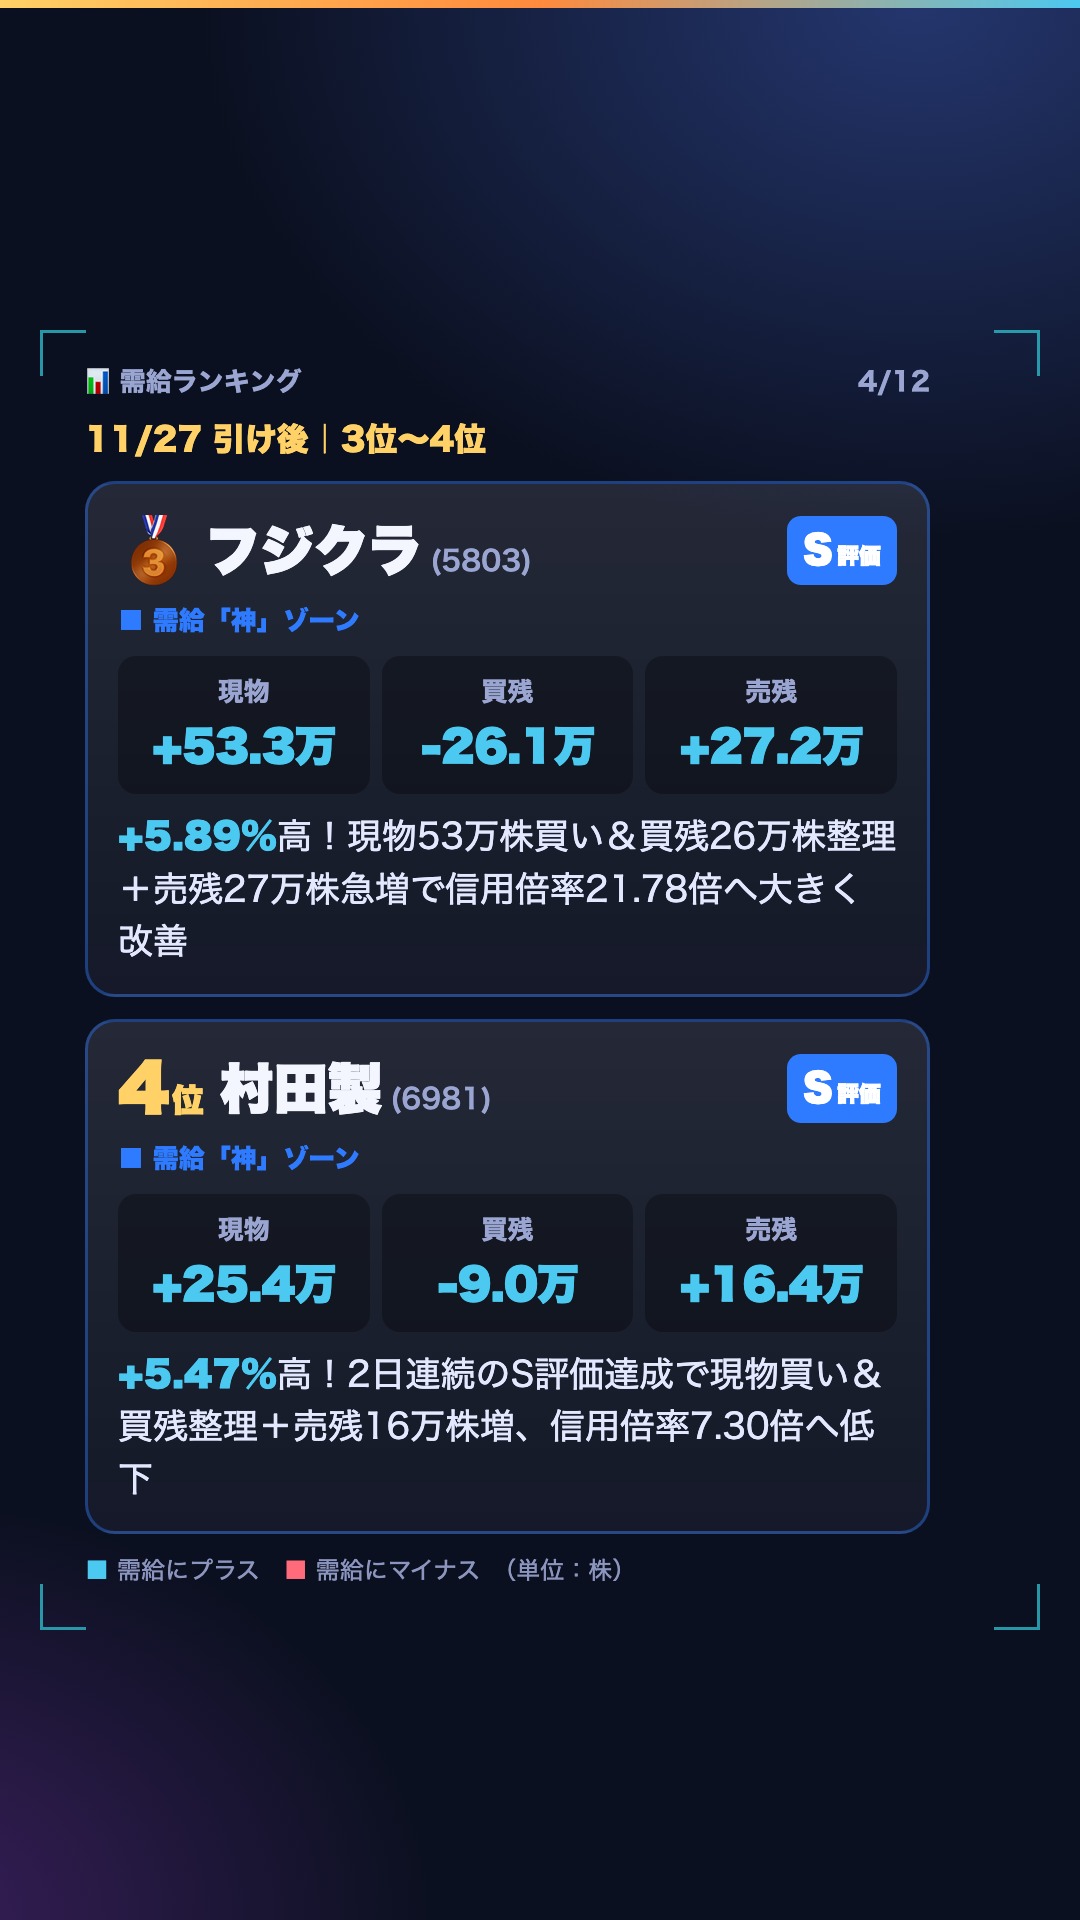 📊 需給ランキング 4/12
11/27 引け後｜3位〜4位
3 フジクラ (5803) S評価
■ 需給「神」ゾーン
現物 買残 売残
+53.3万 -26.1万 +27.2万
+5.89%高！現物53万株買い＆買残26万株整理
＋売残27万株急増で信用倍率21.78倍へ大きく
改善
4位 村田製 (6981) S評価
■ 需給「神」ゾーン
現物 買残 売残
+25.4万 -9.0万 +16.4万
+5.47%高！2日連続のS評価達成で現物買い＆
買残整理＋売残16万株増、信用倍率7.30倍へ低
下
■ 需給にプラス ■ 需給にマイナス （単位：株）